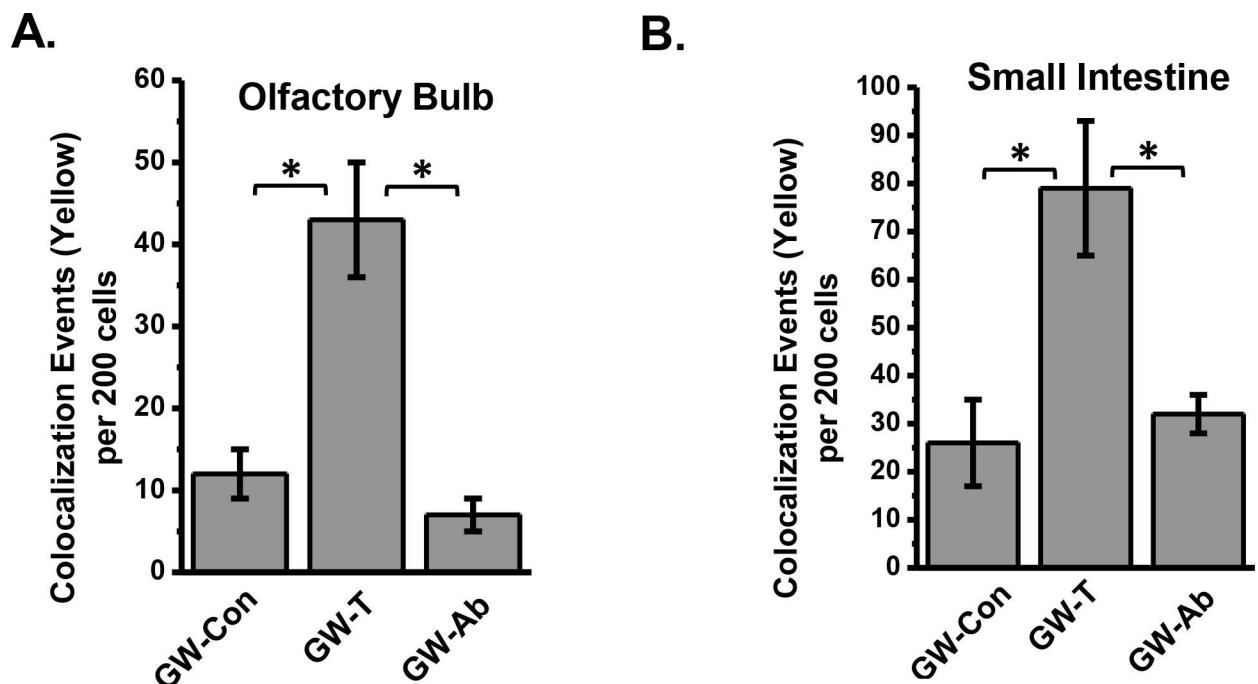 A.
Olfactory Bulb
Colocalization Events (Yellow)
per 200 cells
60
50
40
30
20
10
0
*
*
GW-Con
GW-T
GW-Ab
B.
Small Intestine
Colocalization Events (Yellow)
per 200 cells
100
90
80
70
60
50
40
30
20
10
0
*
*
GW-Con
GW-T
GW-Ab